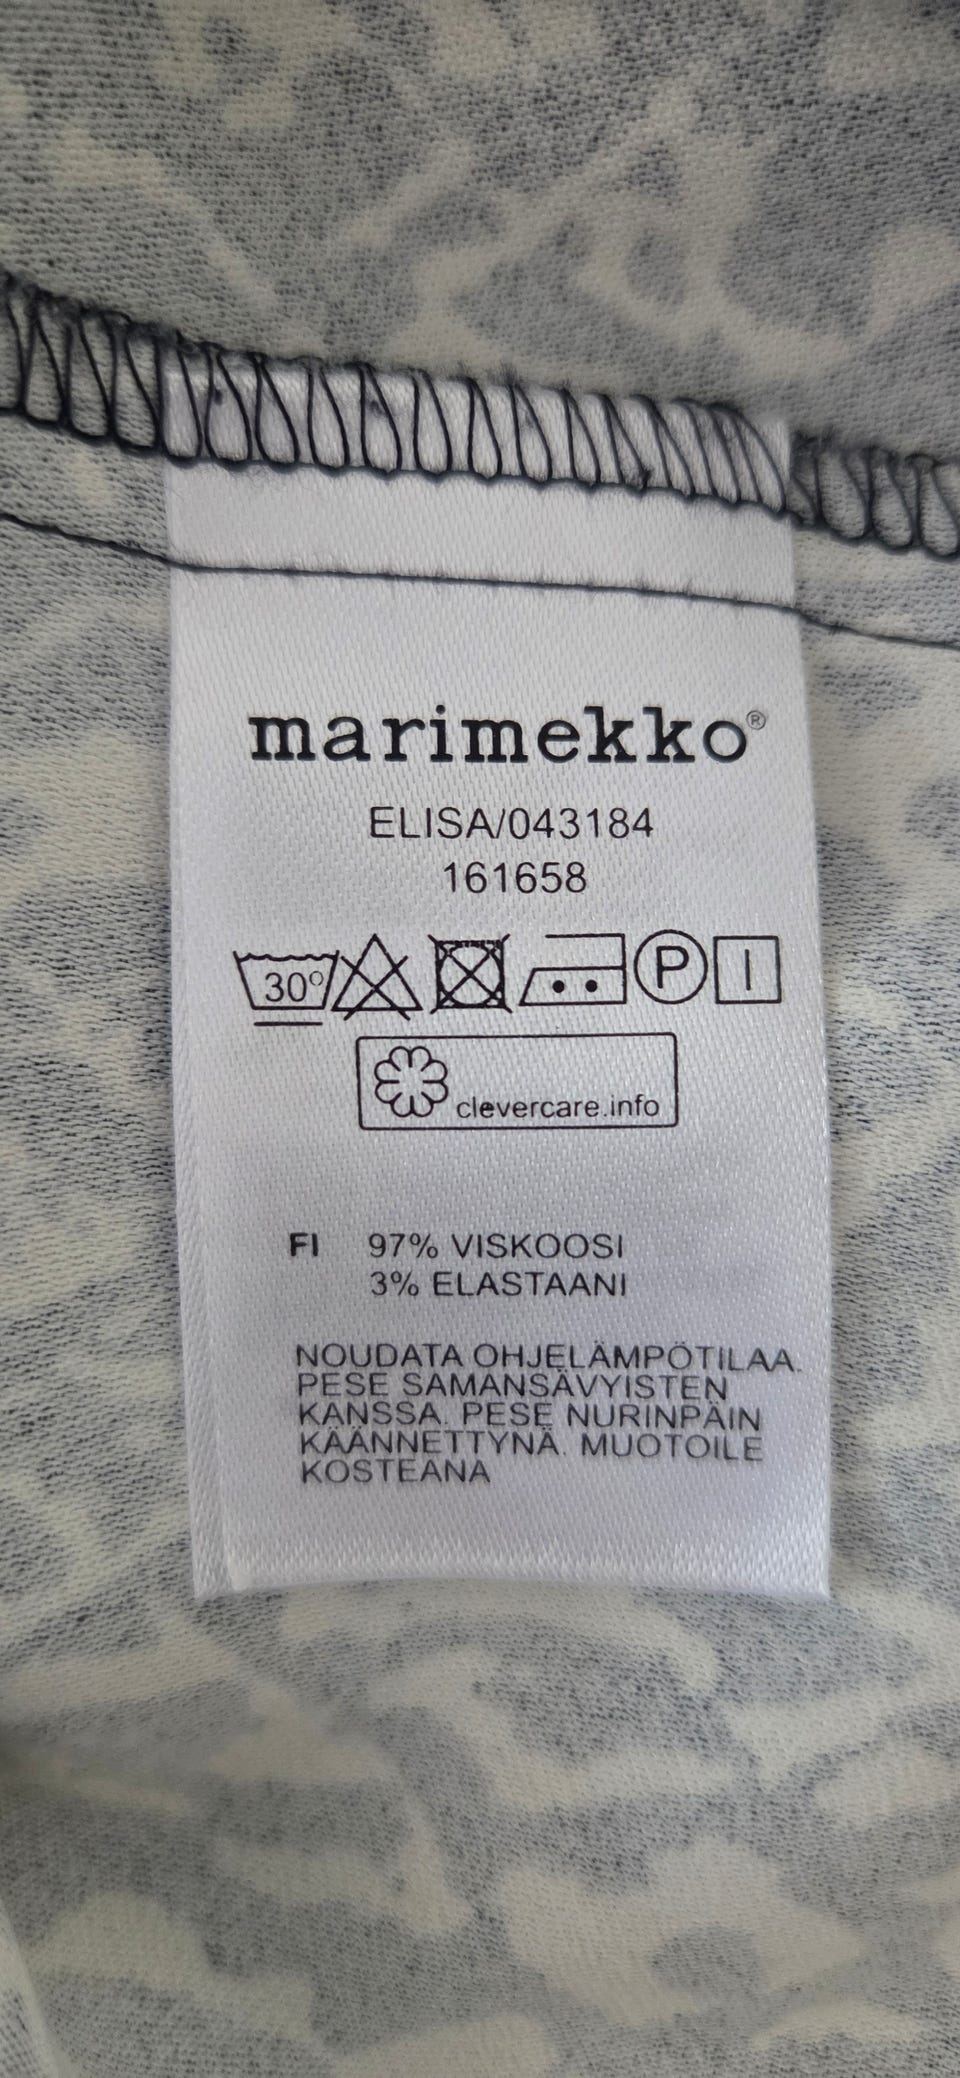 marimekko®
ELISA/043184
161658
30° P
clevercare.info
FI 97% VISKOOSI
3% ELASTAANI
NOUDATA OHJELÄMPÖTILAA.
PESE SAMANSÄVYISTEN
KANSSA. PESE NURINPÄIN
KÄÄNNETTYNÄ. MUOTOILE
KOSTEANA